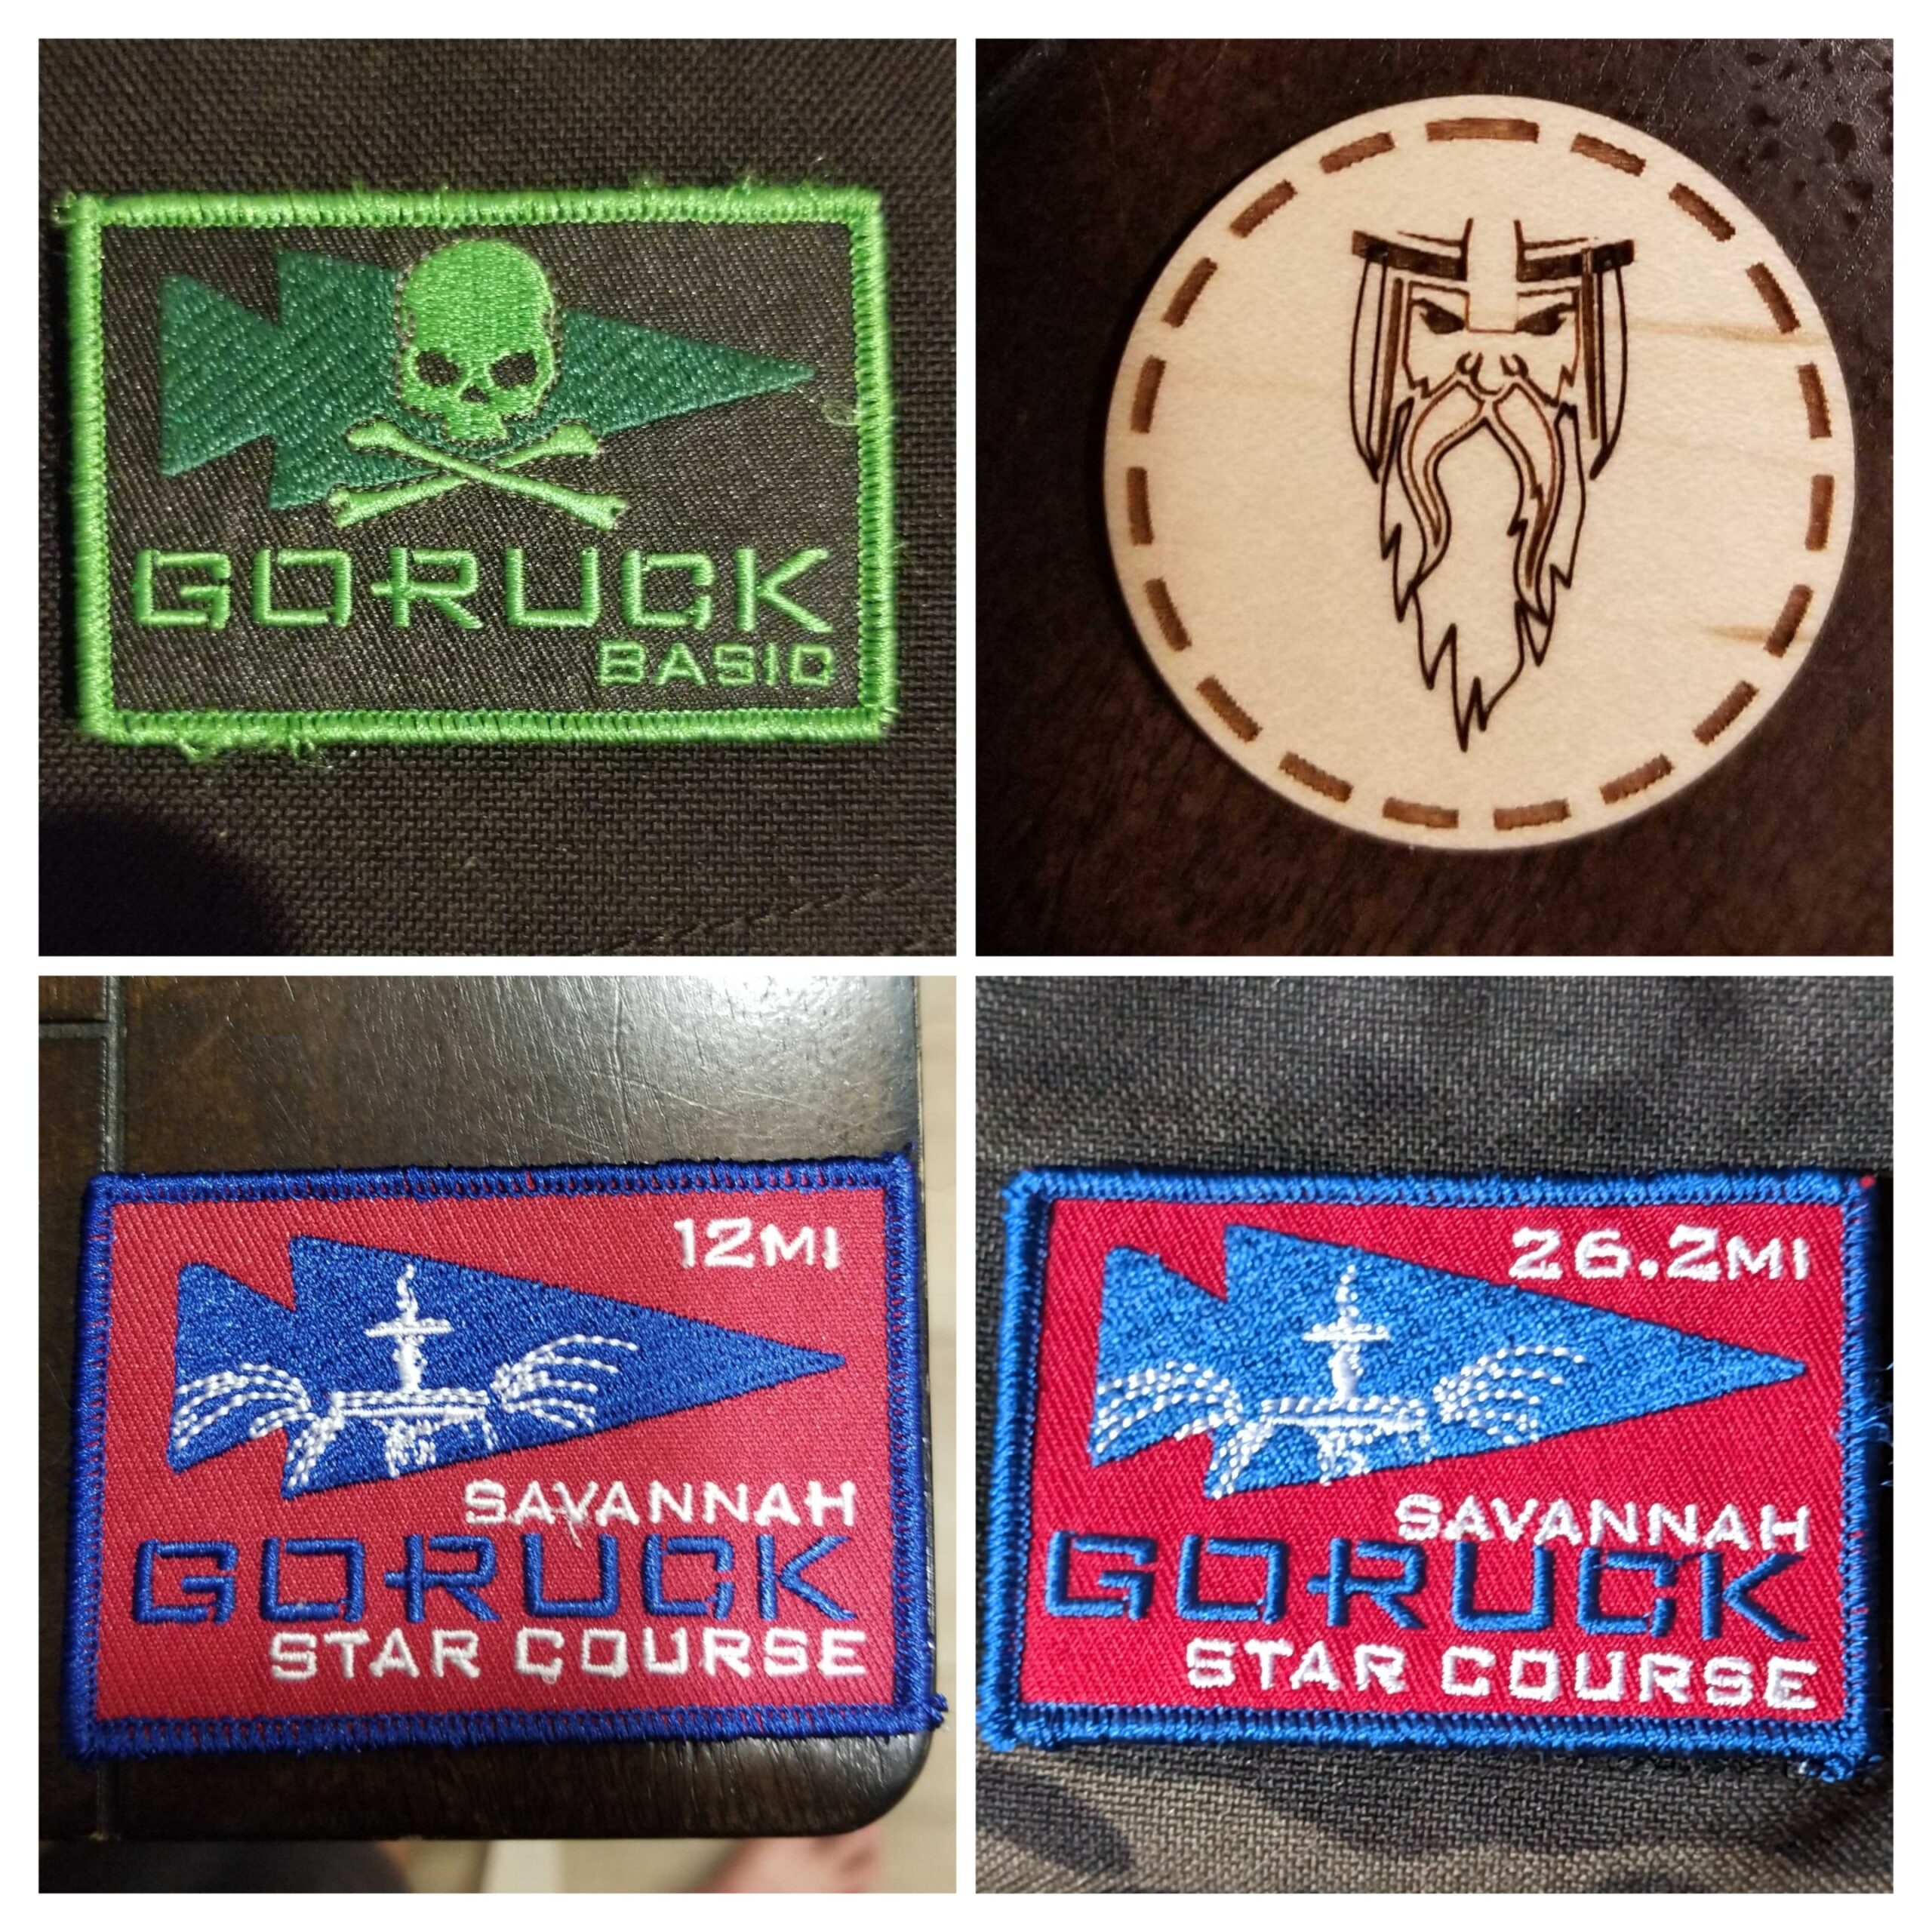 GORUCK
BASIC
12MI
SAVANNAH
GORUCK
STAR COURSE
26.2MI
SAVANNAH
GORUCK
STAR COURSE